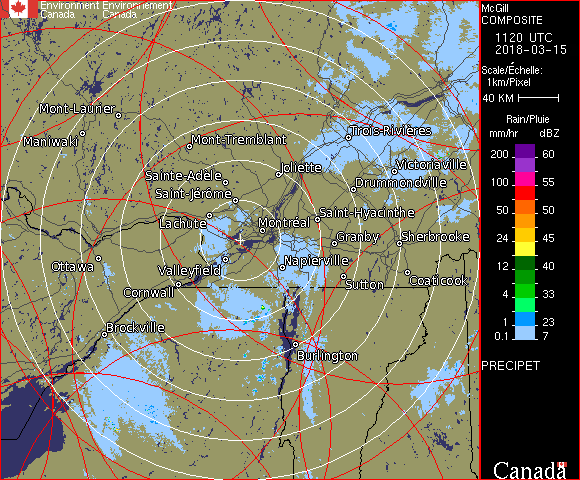 Environment Environnement
Canada Canada
McGill
COMPOSITE
1120 UTC
2018-03-15
Scale/Échelle:
1km/Pixel
40 KM
Rain/Pluie
mm/hr dBZ
200 60
100 55
50 50
24 45
12 40
4 33
1 23
0.1 7
PRECIPET
Canada
Mont-Laurier
Maniwaki
Mont-Tremblant
Trois-Rivières
Joliette
Victoriaville
Sainte-Adèle
Drummondville
Saint-Jérôme
Lachute
Saint-Hyacinthe
Montréal
Granby
Sherbrooke
Ottawa
Valleyfield
Napierville
Cornwall
Sutton
Coaticook
Brockville
Burlington